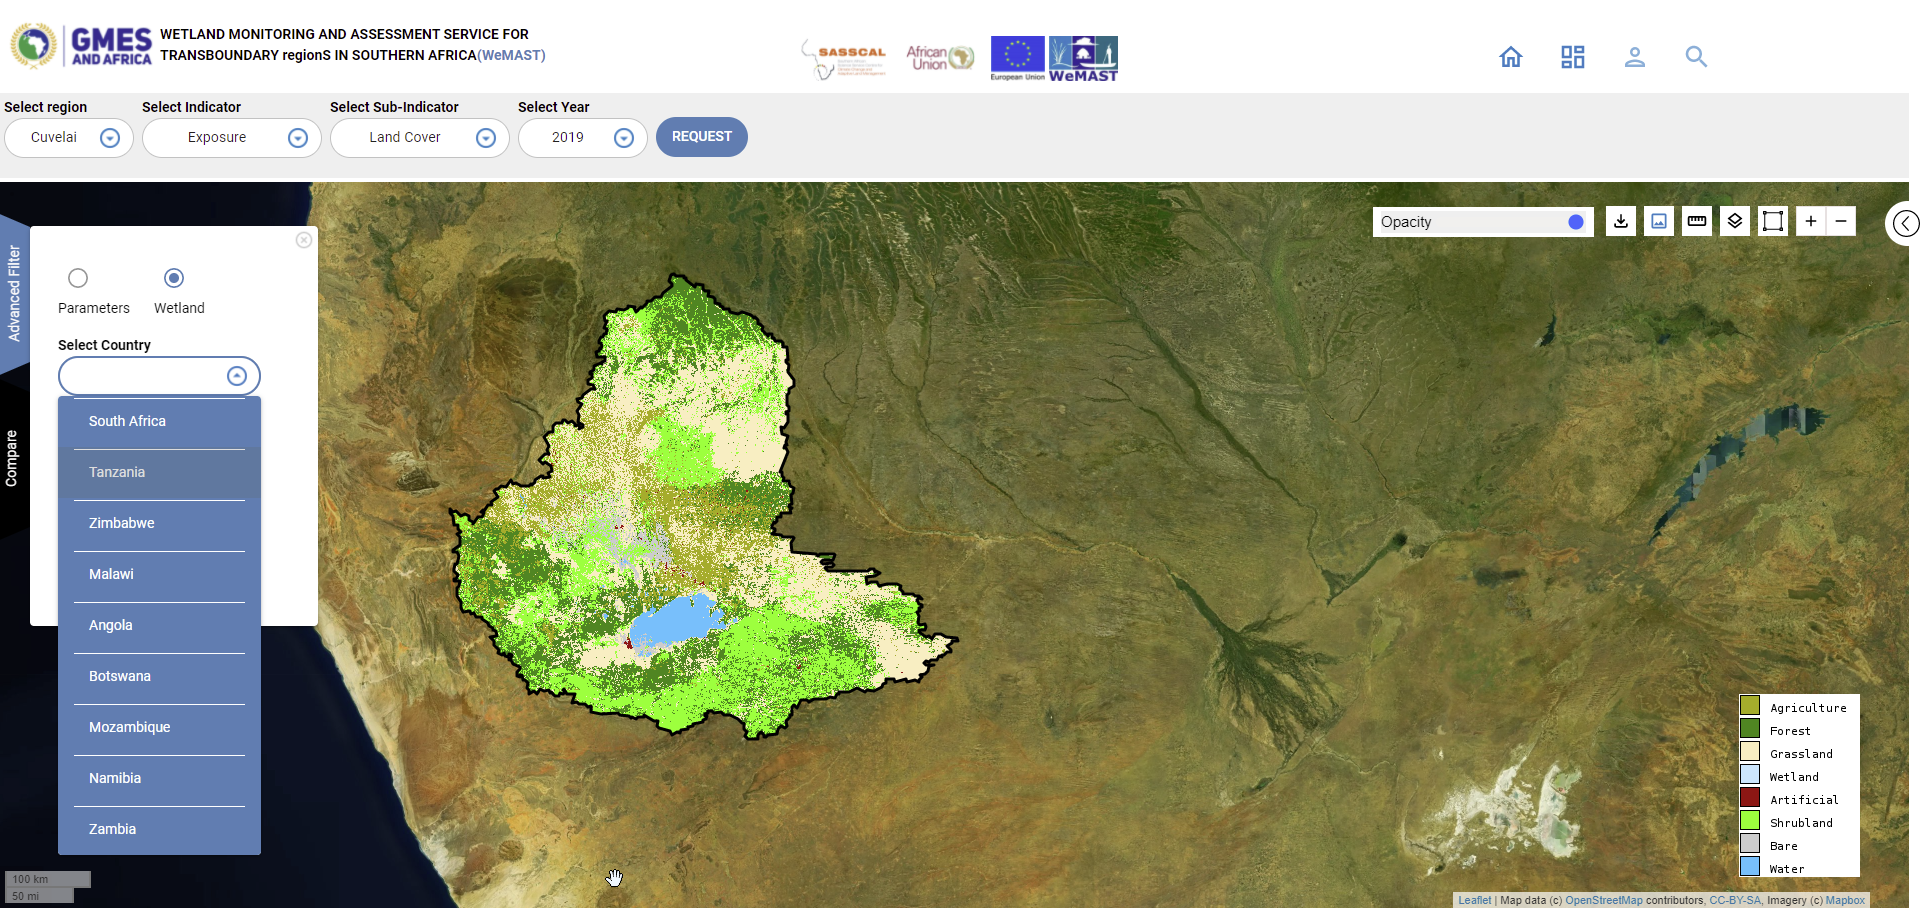 GMES
AND AFRICA
WETLAND MONITORING AND ASSESSMENT SERVICE FOR
TRANSBOUNDARY regionS IN SOUTHERN AFRICA(WeMAST)
SASSCAL
African
Union
European Union
WeMAST
Select region
Select Indicator
Select Sub-Indicator
Select Year
Cuvelai
Exposure
Land Cover
2019
REQUEST
Opacity
Advanced Filter
Compare
Parameters
Wetland
Select Country
South Africa
Tanzania
Zimbabwe
Malawi
Angola
Botswana
Mozambique
Namibia
Zambia
100 km
50 mi
Agriculture
Forest
Grassland
Wetland
Artificial
Shrubland
Bare
Water
Leaflet | Map data (c) OpenStreetMap contributors, CC-BY-SA, Imagery (c) Mapbox